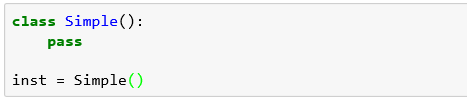 class Simple():
    pass

inst = Simple()